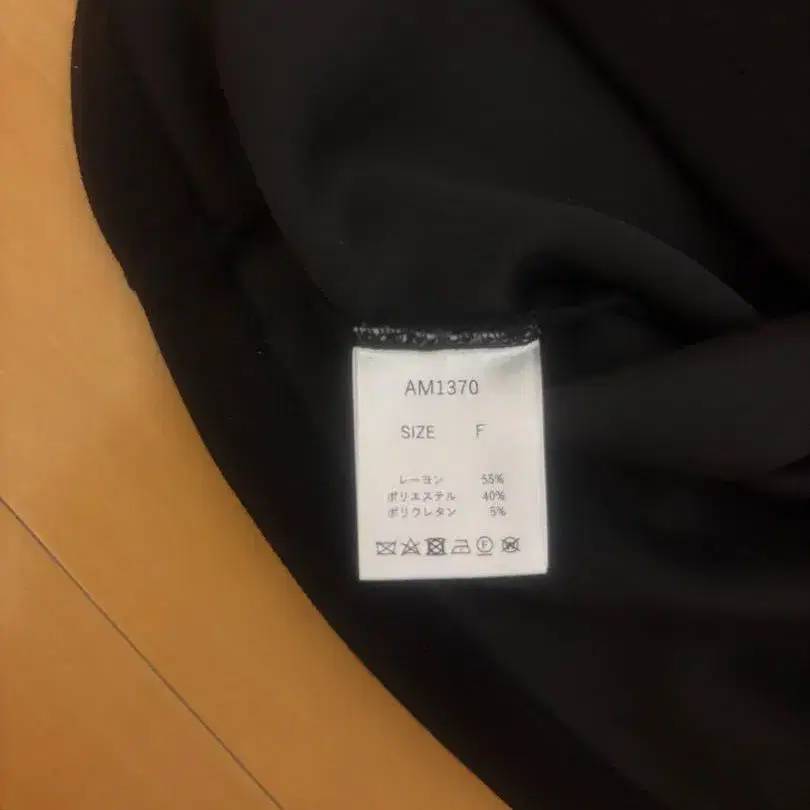 AM1370
SIZE F
レーヨン 55%
ポリエステル 40%
ポリウレタン 5%